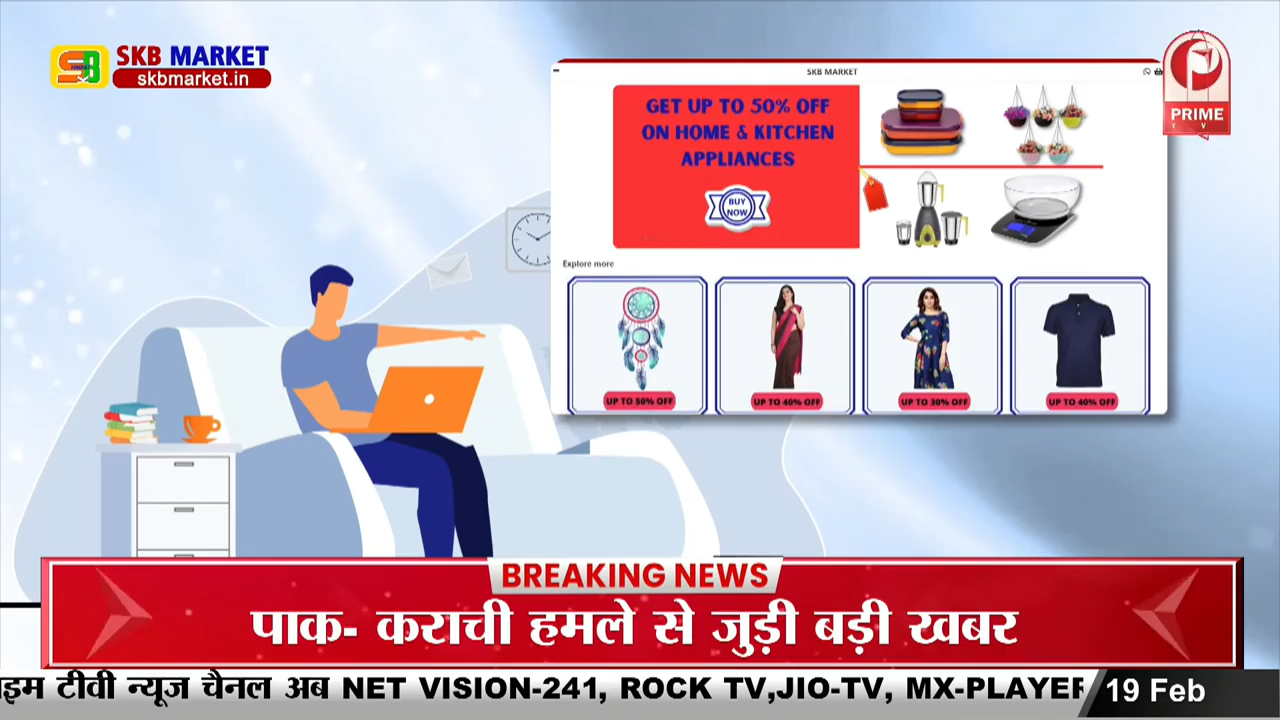 SKB MARKET
skbmarket.in
SKB MARKET
PRIME
TV
GET UP TO 50% OFF
ON HOME & KITCHEN
APPLIANCES
BUY
NOW
Explore more
UP TO 50% OFF
UP TO 40% OFF
UP TO 30% OFF
UP TO 40% OFF
BREAKING NEWS
पाक- कराची हमले से जुड़ी बड़ी खबर
टीवी न्यूज चैनल अब NET VISION-241, ROCK TV,JIO-TV, MX-PLAYER
19 Feb